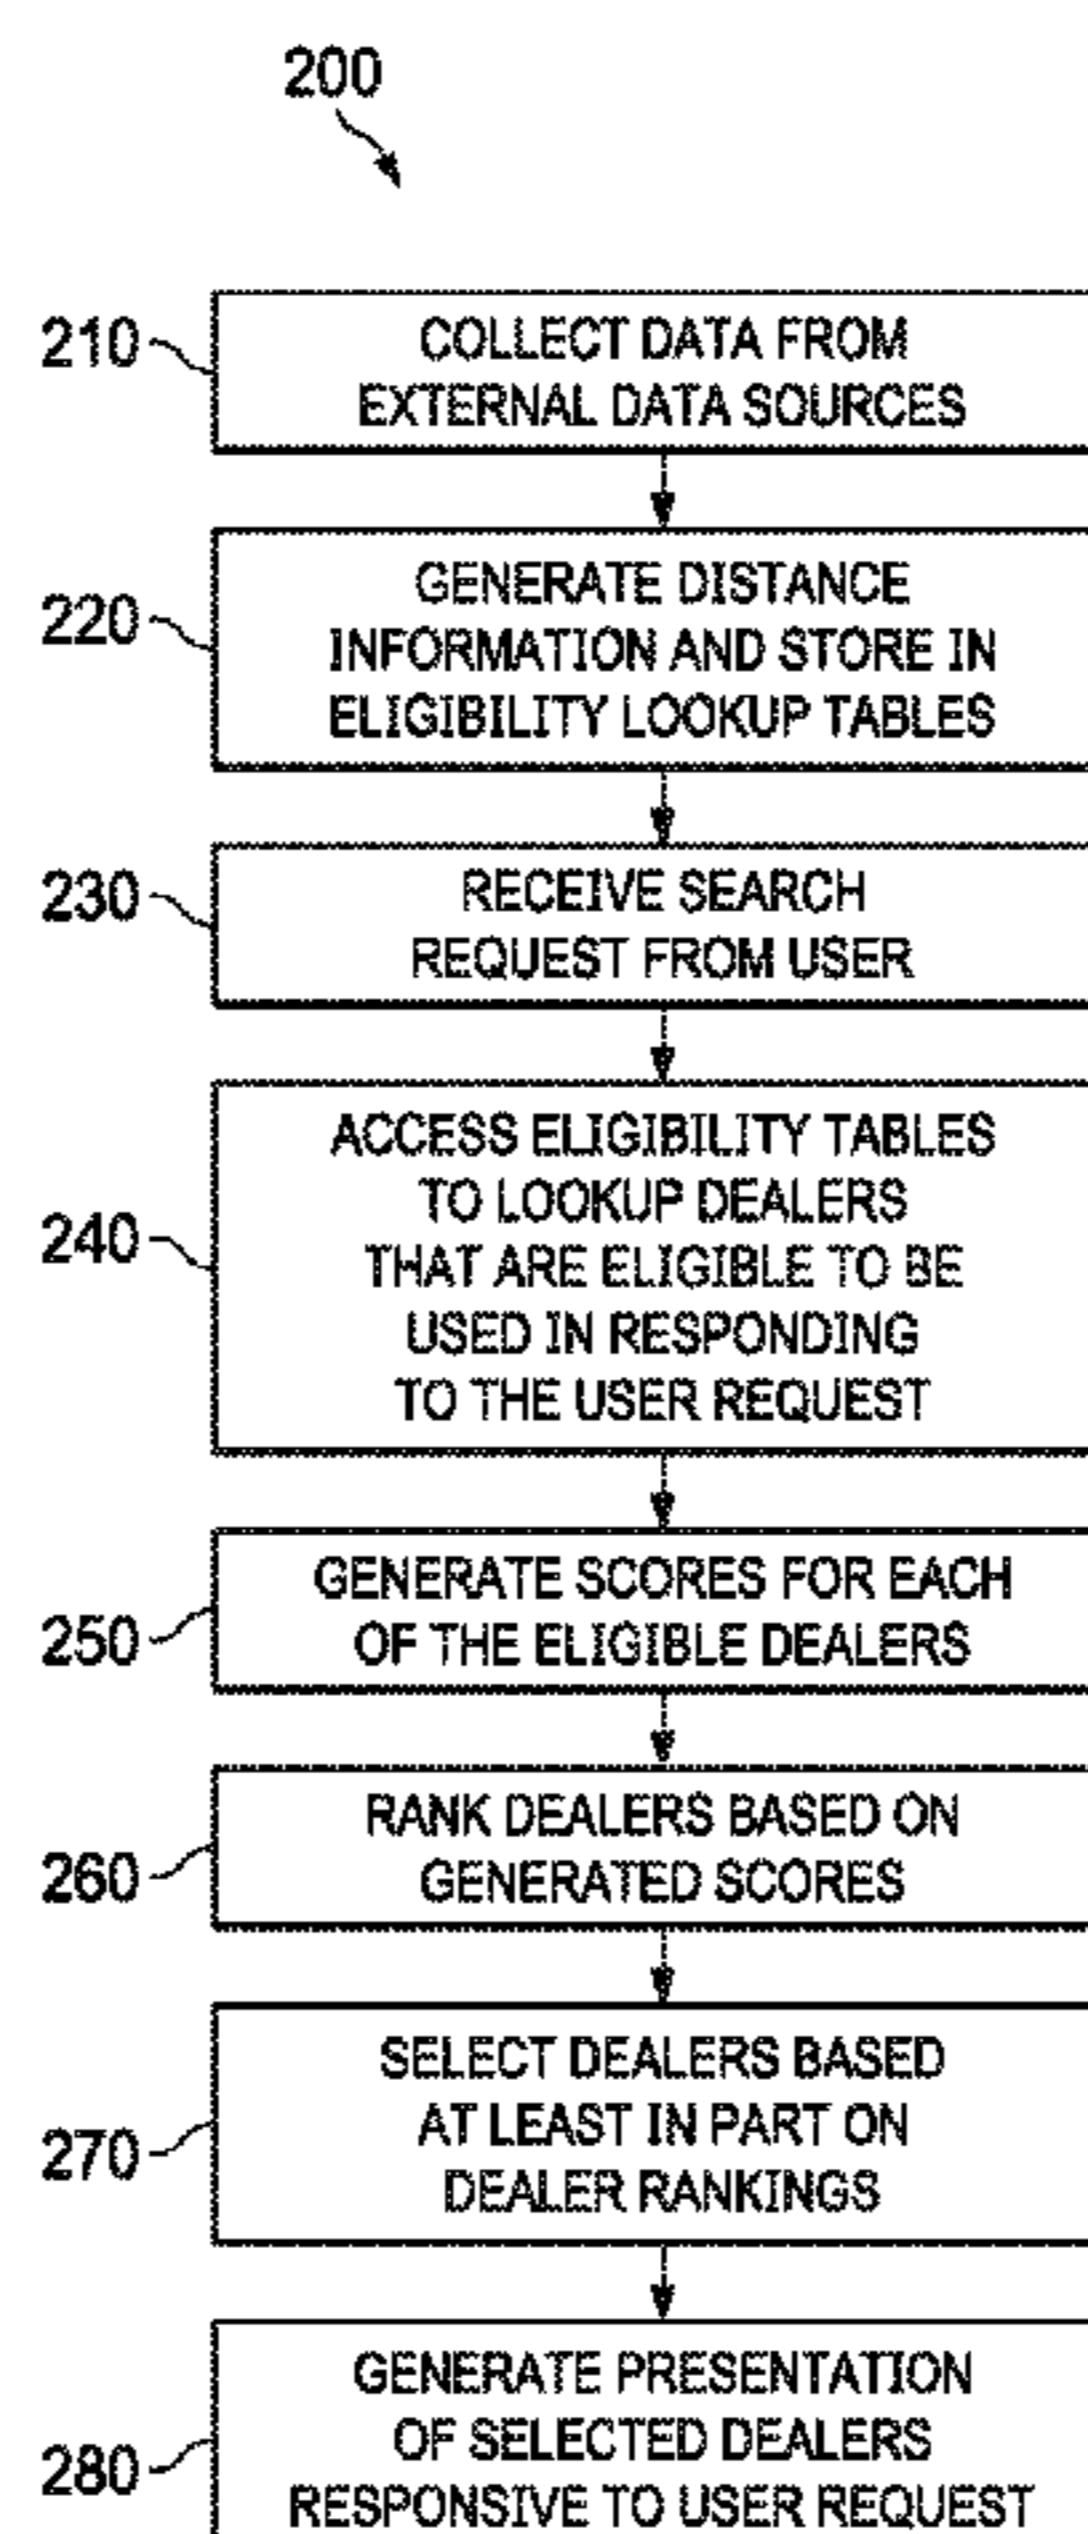 200
210
COLLECT DATA FROM
EXTERNAL DATA SOURCES
220
GENERATE DISTANCE
INFORMATION AND STORE IN
ELIGIBILITY LOOKUP TABLES
230
RECEIVE SEARCH
REQUEST FROM USER
240
ACCESS ELIGIBILITY TABLES
TO LOOKUP DEALERS
THAT ARE ELIGIBLE TO BE
USED IN RESPONDING
TO THE USER REQUEST
250
GENERATE SCORES FOR EACH
OF THE ELIGIBLE DEALERS
260
RANK DEALERS BASED ON
GENERATED SCORES
270
SELECT DEALERS BASED
AT LEAST IN PART ON
DEALER RANKINGS
280
GENERATE PRESENTATION
OF SELECTED DEALERS
RESPONSIVE TO USER REQUEST